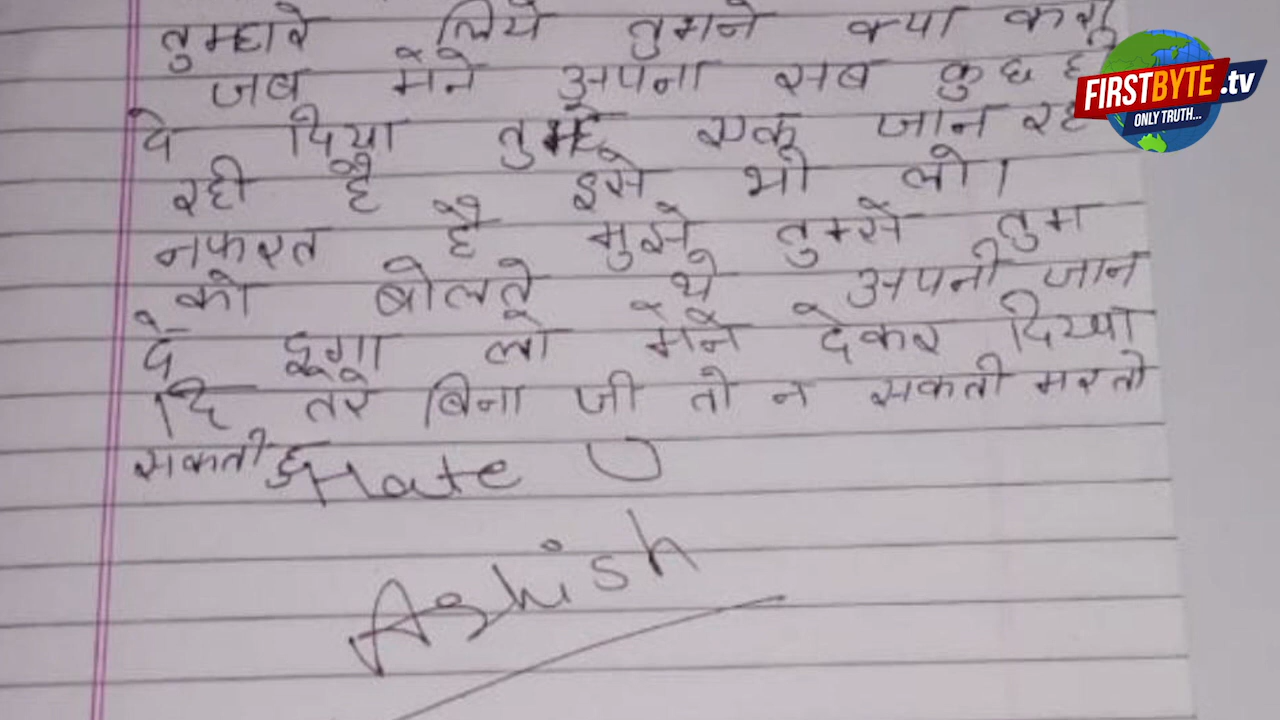 तुम्हारे लिये तुमने क्या कर
जब मैंने अपना सब कुछ
दे दिया तुम्हे एक जान रह
रही है इसे भी लो।
नफरत है मुझे तुम्से तुम
को बोलते थे अपनी जान
दे दूंगा लो मैंने देकर दिय्या
दि तेरे बिना जी तो न सकती मरतो
सकती हु Hate U
Ashish
FIRSTBYTE.tv
ONLY TRUTH...